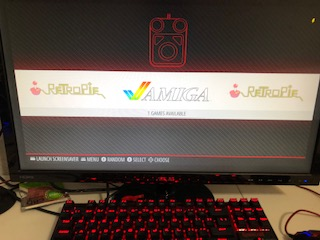 RETROPIE AMIGA RETROPIE
7 GAMES AVAILABLE
LAUNCH SCREENSAVER MENU RANDOM SELECT CHOOSE